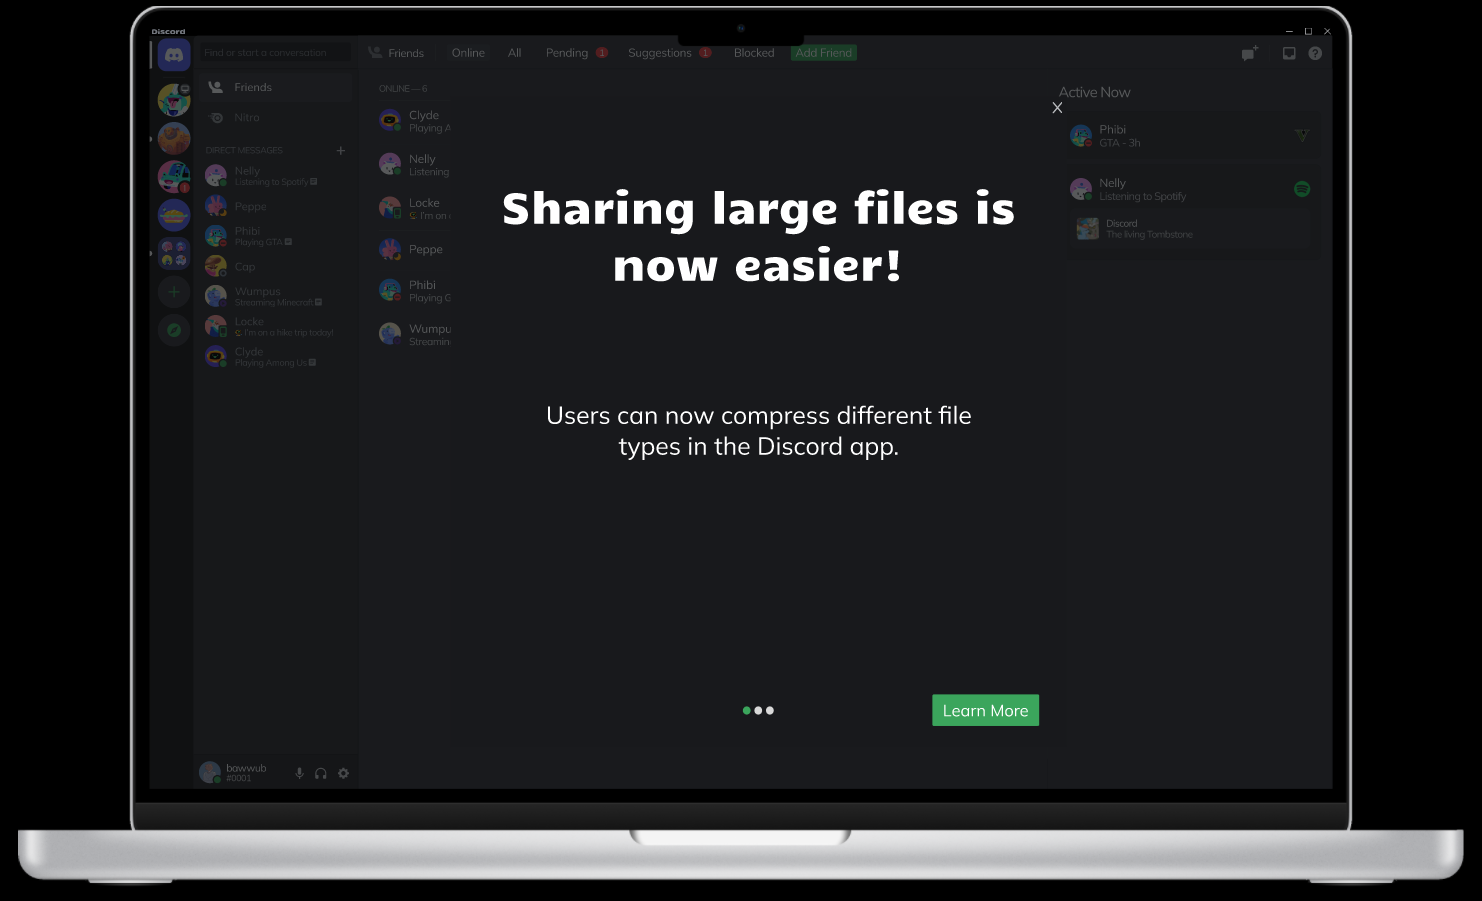 Discord
Find or start a conversation
Friends
Online
All
Pending 1
Suggestions 1
Blocked
Add Friend
Friends
Nitro
DIRECT MESSAGES
Nelly
Listening to Spotify
Peppe
Phibi
Playing GTA
Cap
Wumpus
Streaming Minecraft
Locke
I'm on a hike trip today!
Clyde
Playing Among Us
bawwub
#0001
ONLINE — 6
Clyde
Playing A
Nelly
Listening
Locke
I'm on
Peppe
Phibi
Playing G
Wumpu
Streamin
X
Sharing large files is
now easier!
Users can now compress different file
types in the Discord app.
Learn More
Active Now
Phibi
GTA - 3h
Nelly
Listening to Spotify
Discord
The living Tombstone